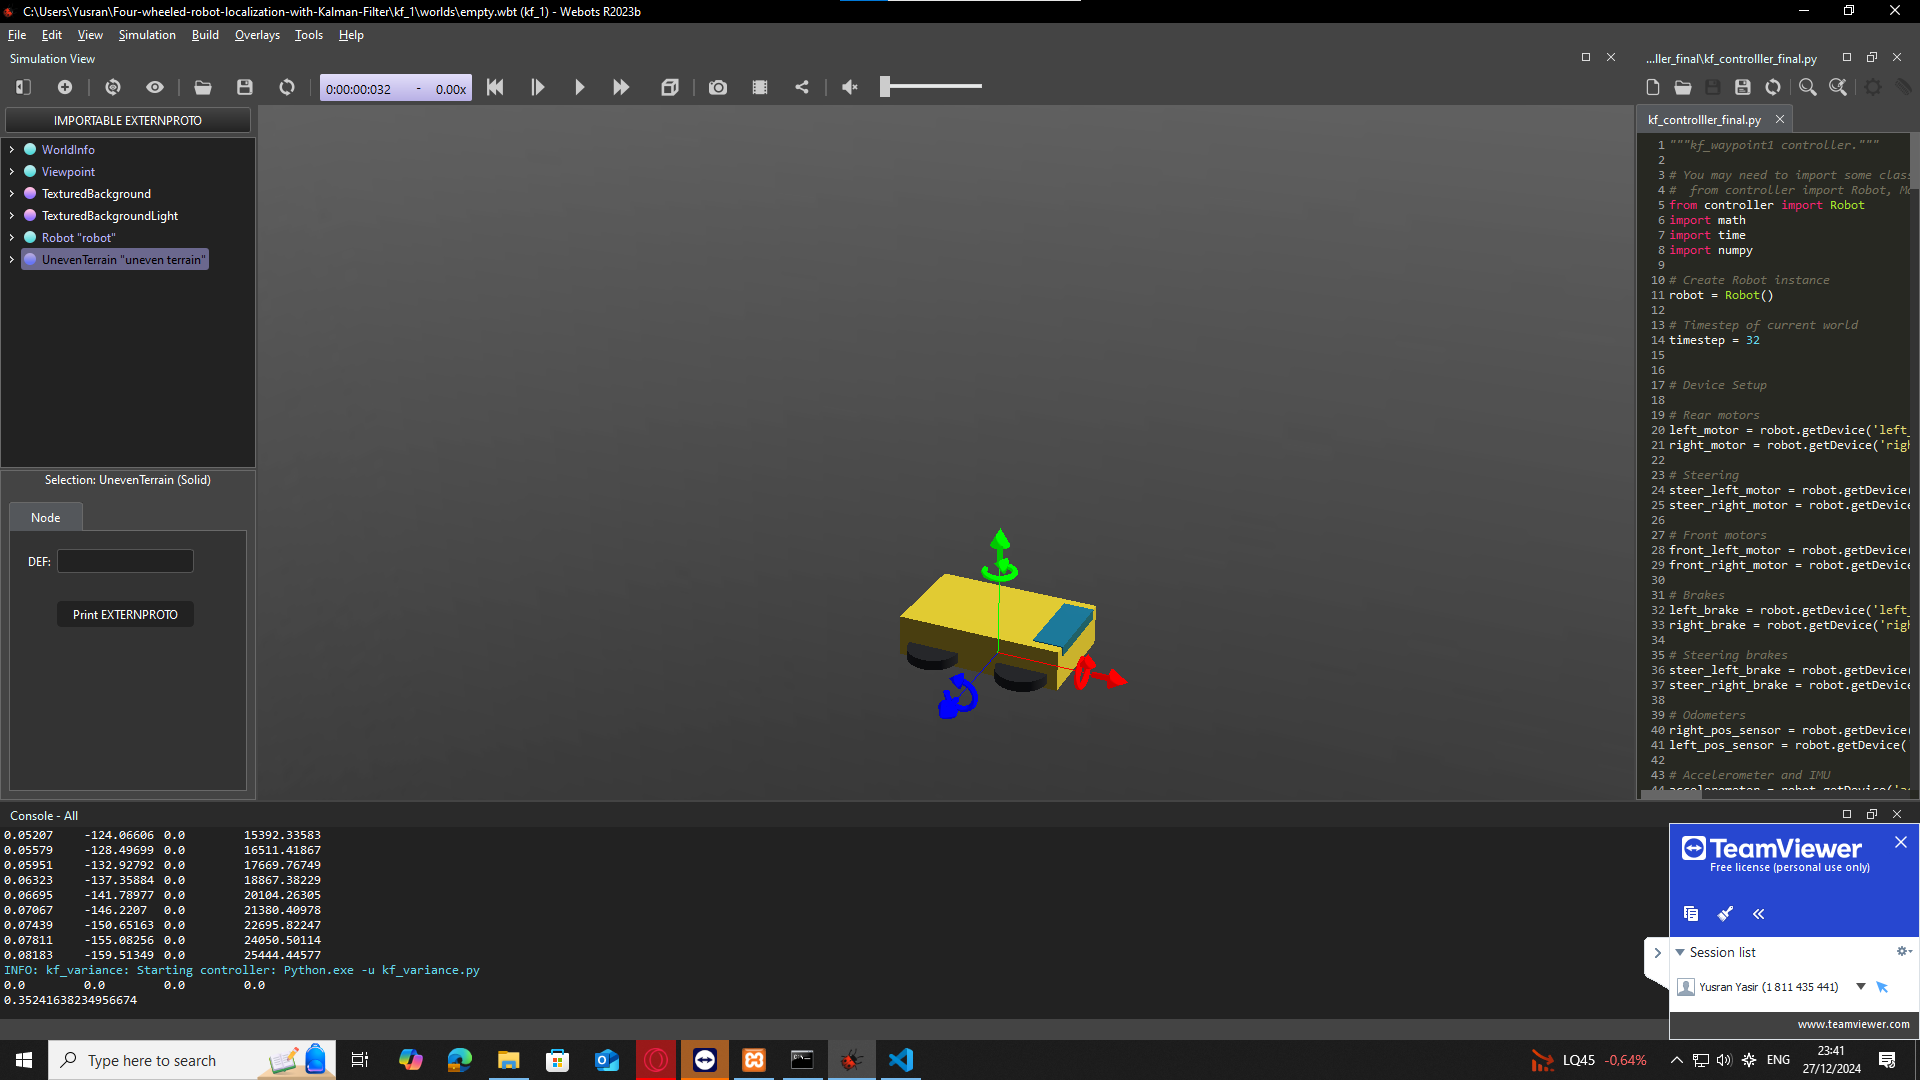 C:\Users\Yusran\Four-wheeled-robot-localization-with-Kalman-Filter\kf_1\worlds\empty.wbt (kf_1) - Webots R2023b
File Edit View Simulation Build Overlays Tools Help
Simulation View
0:00:00:032 - 0.00x
IMPORTABLE EXTERNPROTO
WorldInfo
Viewpoint
TexturedBackground
TexturedBackgroundLight
Robot "robot"
UnevenTerrain "uneven terrain"
Selection: UnevenTerrain (Solid)
Node
DEF:
Print EXTERNPROTO
...ller_final\kf_controlller_final.py
kf_controlller_final.py
1 """kf_waypoint1 controller."""
2
3 # You may need to import some clas
4 #  from controller import Robot, M
5 from controller import Robot
6 import math
7 import time
8 import numpy
9
10 # Create Robot instance
11 robot = Robot()
12
13 # Timestep of current world
14 timestep = 32
15
16
17 # Device Setup
18
19 # Rear motors
20 left_motor = robot.getDevice('left_
21 right_motor = robot.getDevice('righ
22
23 # Steering
24 steer_left_motor = robot.getDevice(
25 steer_right_motor = robot.getDevice
26
27 # Front motors
28 front_left_motor = robot.getDevice(
29 front_right_motor = robot.getDevice
30
31 # Brakes
32 left_brake = robot.getDevice('left_
33 right_brake = robot.getDevice('righ
34
35 # Steering brakes
36 steer_left_brake = robot.getDevice(
37 steer_right_brake = robot.getDevice
38
39 # Odometers
40 right_pos_sensor = robot.getDevice(
41 left_pos_sensor = robot.getDevice('
42
43 # Accelerometer and IMU
44 accelerometer = robot.getDevice('a
Console - All
0.05207 -124.06606 0.0 15392.33583
0.05579 -128.49699 0.0 16511.41867
0.05951 -132.92792 0.0 17669.76749
0.06323 -137.35884 0.0 18867.38229
0.06695 -141.78977 0.0 20104.26305
0.07067 -146.2207 0.0 21380.40978
0.07439 -150.65163 0.0 22695.82247
0.07811 -155.08256 0.0 24050.50114
0.08183 -159.51349 0.0 25444.44577
INFO: kf_variance: Starting controller: Python.exe -u kf_variance.py
0.0 0.0 0.0 0.0
0.35241638234956674
TeamViewer
Free license (personal use only)
Session list
Yusran Yasir (1 811 435 441)
www.teamviewer.com
Type here to search
LQ45 -0,64%
ENG
23:41
27/12/2024